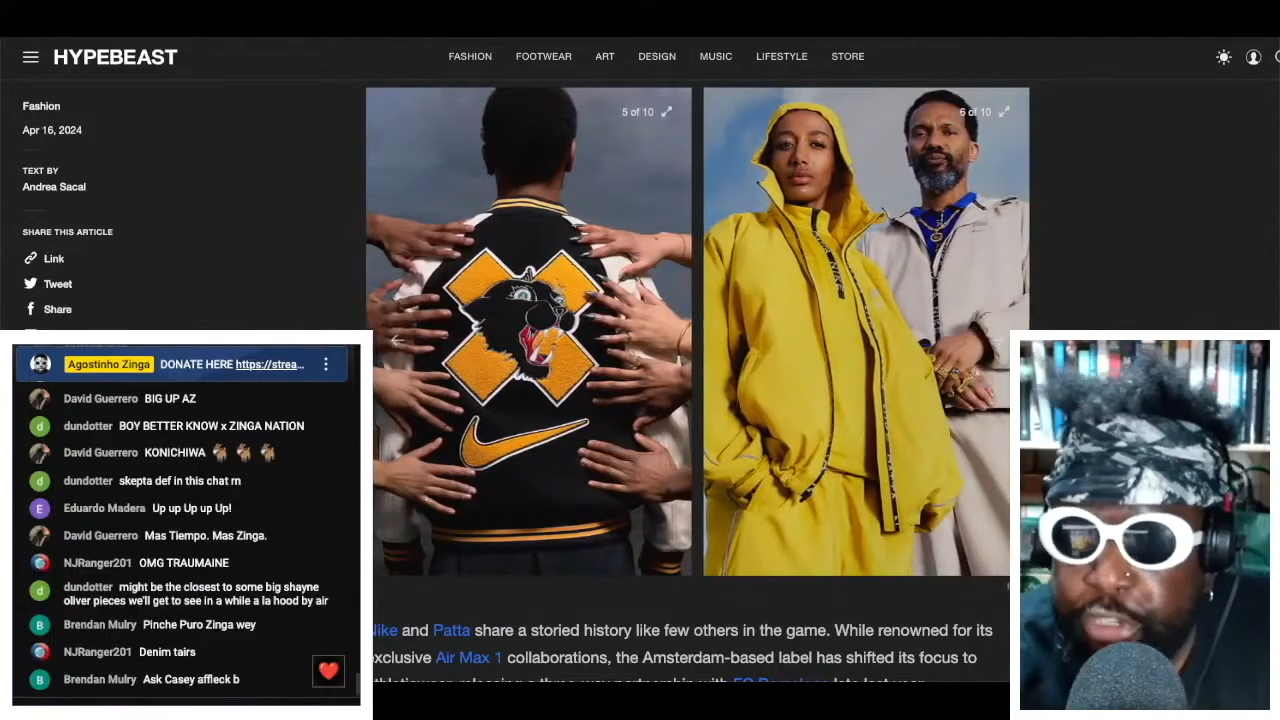 HYPEBEAST
FASHION FOOTWEAR ART DESIGN MUSIC LIFESTYLE STORE
Fashion
Apr 16, 2024
TEXT BY
Andrea Sacal
SHARE THIS ARTICLE
Link
Tweet
Share
5 of 10
6 of 10
NIKE
Agostinho Zinga DONATE HERE https://strea...
David Guerrero BIG UP AZ
dundotter BOY BETTER KNOW x ZINGA NATION
David Guerrero KONICHIWA
dundotter skepta def in this chat rn
Eduardo Madera Up up Up up Up!
David Guerrero Mas Tiempo. Mas Zinga.
NJRanger201 OMG TRAUMAINE
dundotter might be the closest to some big shayne
oliver pieces we'll get to see in a while a la hood by air
Brendan Mulry Pinche Puro Zinga wey
NJRanger201 Denim tairs
Brendan Mulry Ask Casey affleck b
Nike and Patta share a storied history like few others in the game. While renowned for its
exclusive Air Max 1 collaborations, the Amsterdam-based label has shifted its focus to